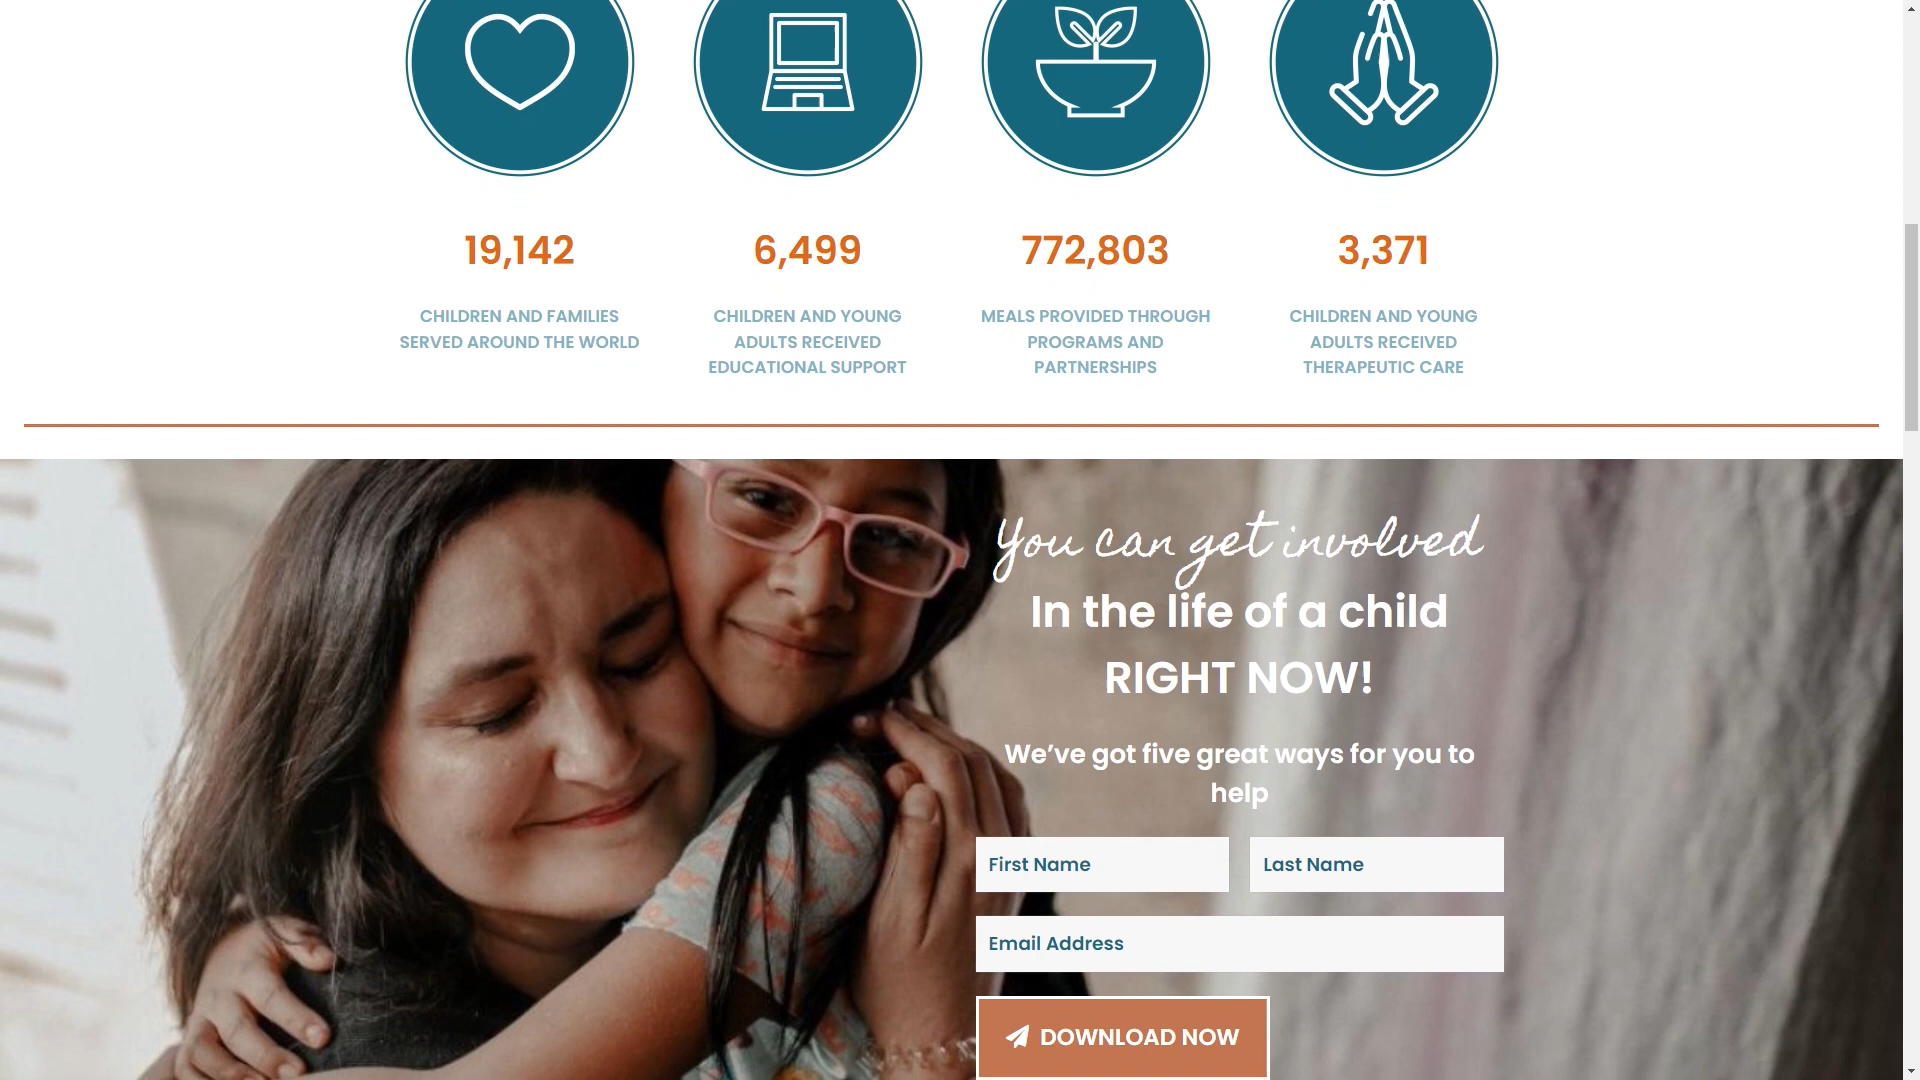 19,142
CHILDREN AND FAMILIES
SERVED AROUND THE WORLD
6,499
CHILDREN AND YOUNG
ADULTS RECEIVED
EDUCATIONAL SUPPORT
772,803
MEALS PROVIDED THROUGH
PROGRAMS AND
PARTNERSHIPS
3,371
CHILDREN AND YOUNG
ADULTS RECEIVED
THERAPEUTIC CARE
You can get involved
In the life of a child
RIGHT NOW!
We’ve got five great ways for you to
help
First Name
Last Name
Email Address
DOWNLOAD NOW